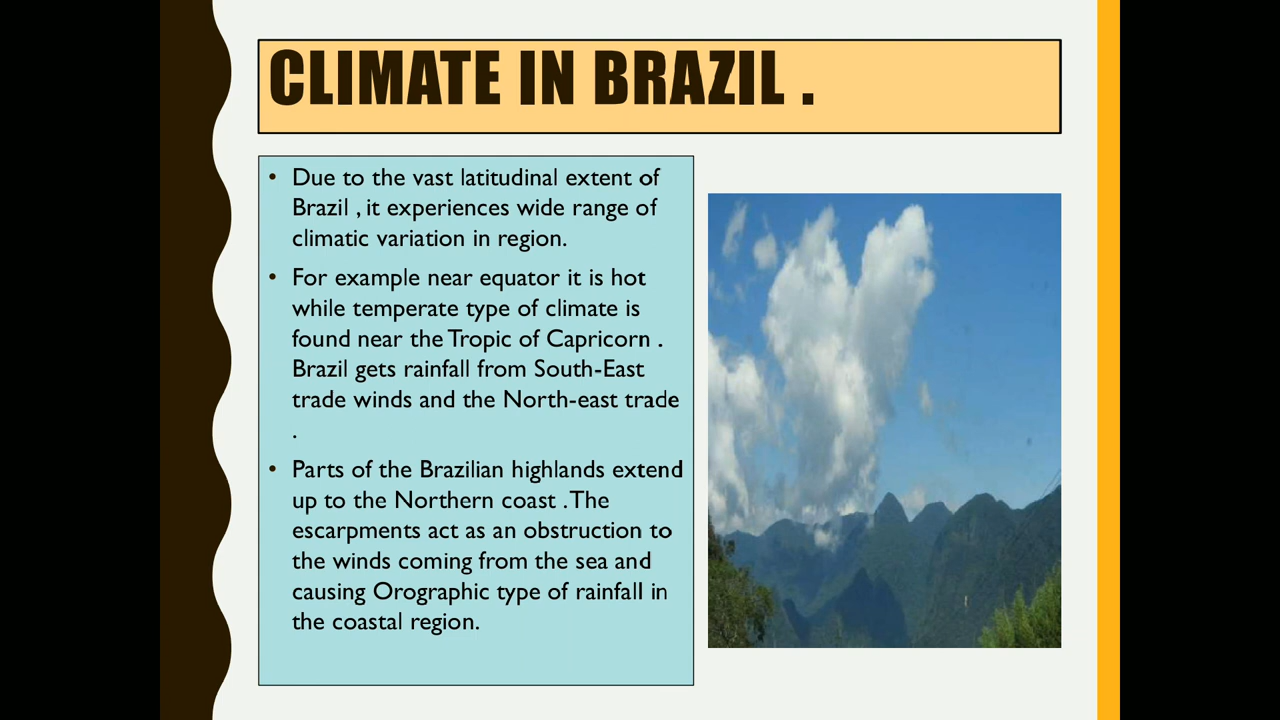 CLIMATE IN BRAZIL .
• Due to the vast latitudinal extent of
Brazil , it experiences wide range of
climatic variation in region.
• For example near equator it is hot
while temperate type of climate is
found near the Tropic of Capricorn .
Brazil gets rainfall from South-East
trade winds and the North-east trade
.
• Parts of the Brazilian highlands extend
up to the Northern coast .The
escarpments act as an obstruction to
the winds coming from the sea and
causing Orographic type of rainfall in
the coastal region.